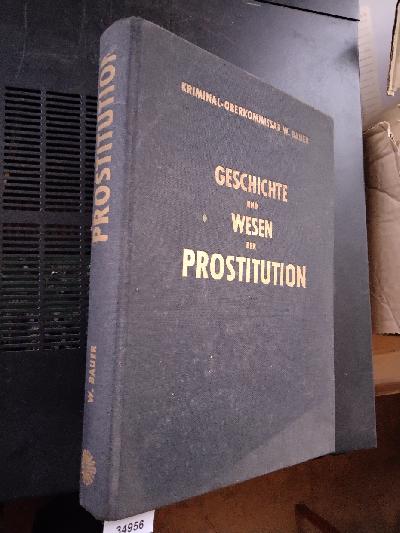 KRIMINAL-OBERKOMMISSAR W. BAUER
GESCHICHTE
UND
WESEN
DER
PROSTITUTION
PROSTITUTION
W. BAUER
34956